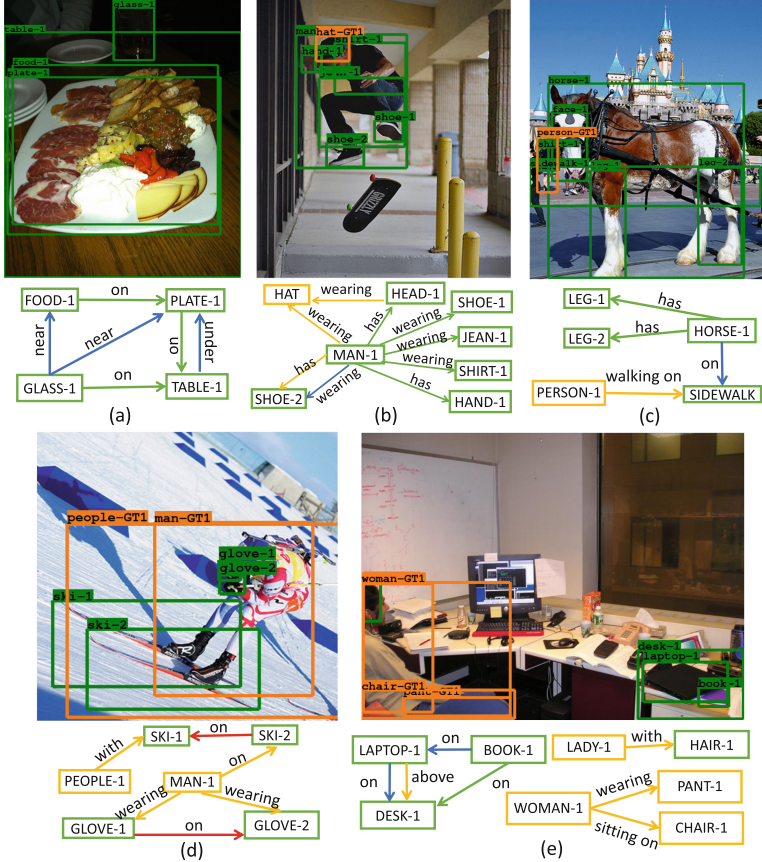 glass-1
table-1
food-1
plate-1
hat-GT1
shirt-1
hand-1
shoe-1
shoe-2
GRIZZLY
horse-1
face-1
person-GT1
leg-2
FOOD-1
on
PLATE-1
near
near
on
under
GLASS-1
on
TABLE-1
(a)
HAT
wearing
HEAD-1
SHOE-1
wearing
has
wearing
JEAN-1
wearing
MAN-1
wearing
SHIRT-1
has
wearing
has
SHOE-2
HAND-1
(b)
LEG-1
has
LEG-2
has
HORSE-1
on
walking on
PERSON-1
SIDEWALK
(c)
people-GT1
man-GT1
glove-1
glove-2
ski-1
ski-2
woman-GT1
desk-1
laptop-1
book-1
chair-GT1
pant-GT1
SKI-1
on
SKI-2
with
on
PEOPLE-1
MAN-1
wearing
wearing
GLOVE-1
on
GLOVE-2
(d)
LAPTOP-1
on
BOOK-1
on
above
on
DESK-1
LADY-1
with
HAIR-1
WOMAN-1
wearing
PANT-1
sitting on
CHAIR-1
(e)